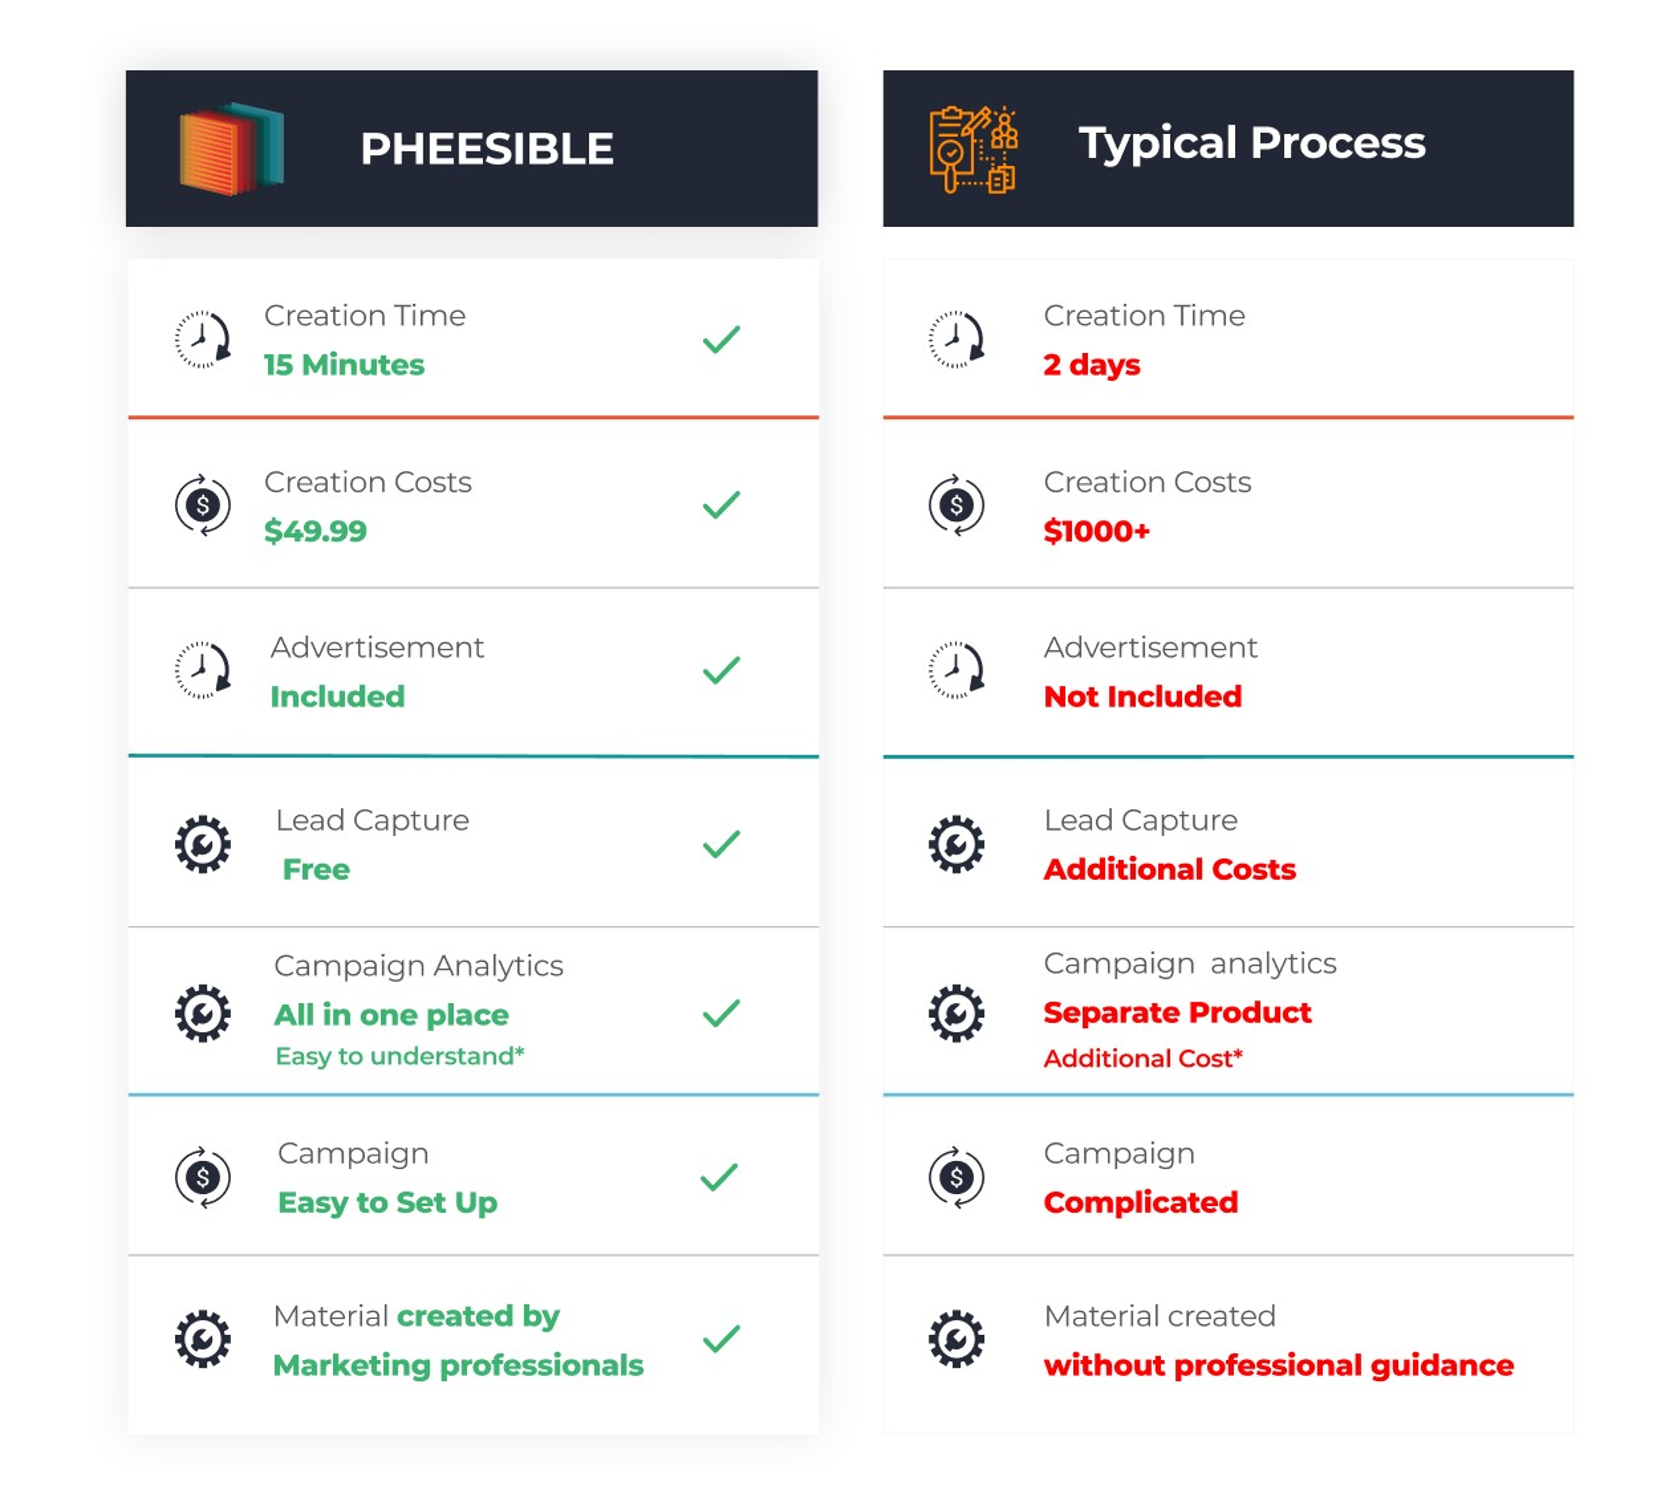 PHEESIBLE
Creation Time
15 Minutes
Creation Costs
$49.99
Advertisement
Included
Lead Capture
Free
Campaign Analytics
All in one place
Easy to understand*
Campaign
Easy to Set Up
Material created by
Marketing professionals
Typical Process
Creation Time
2 days
Creation Costs
$1000+
Advertisement
Not Included
Lead Capture
Additional Costs
Campaign analytics
Separate Product
Additional Cost*
Campaign
Complicated
Material created
without professional guidance